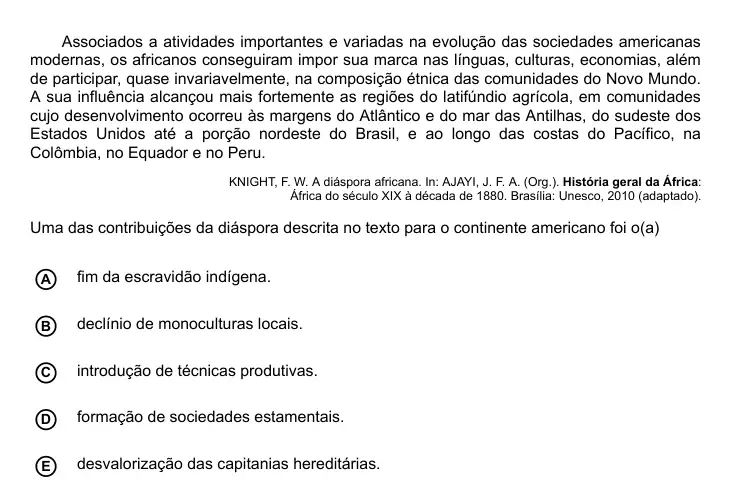 Associados a atividades importantes e variadas na evolução das sociedades americanas
modernas, os africanos conseguiram impor sua marca nas línguas, culturas, economias, além
de participar, quase invariavelmente, na composição étnica das comunidades do Novo Mundo.
A sua influência alcançou mais fortemente as regiões do latifúndio agrícola, em comunidades
cujo desenvolvimento ocorreu às margens do Atlântico e do mar das Antilhas, do sudeste dos
Estados Unidos até a porção nordeste do Brasil, e ao longo das costas do Pacífico, na
Colômbia, no Equador e no Peru.
KNIGHT, F. W. A diáspora africana. In: AJAYI, J. F. A. (Org.). História geral da África:
África do século XIX à década de 1880. Brasília: Unesco, 2010 (adaptado).
Uma das contribuições da diáspora descrita no texto para o continente americano foi o(a)
A fim da escravidão indígena.
B declínio de monoculturas locais.
C introdução de técnicas produtivas.
D formação de sociedades estamentais.
E desvalorização das capitanias hereditárias.